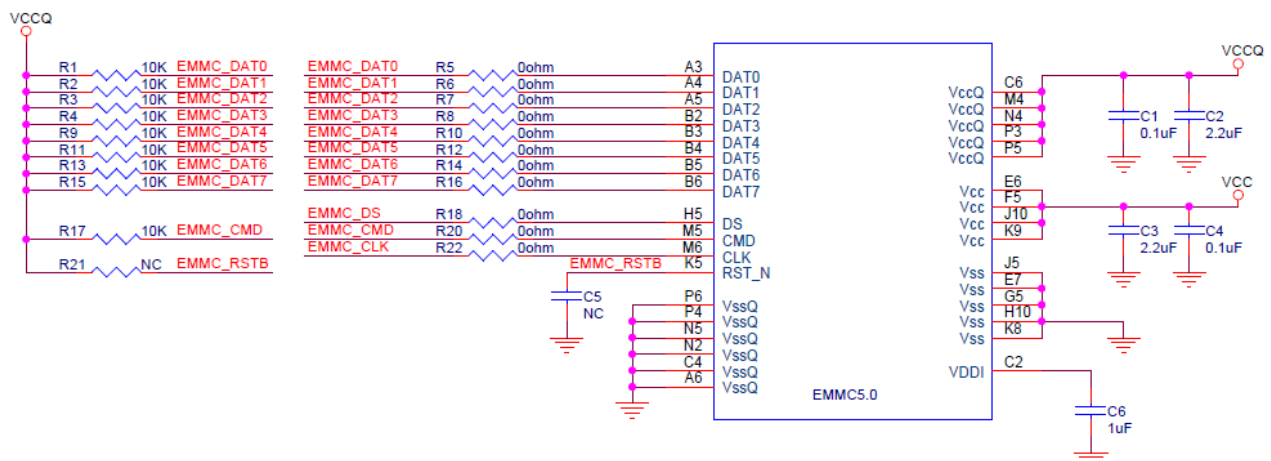 VCCQ
R1 10K EMMC_DAT0
R2 10K EMMC_DAT1
R3 10K EMMC_DAT2
R4 10K EMMC_DAT3
R9 10K EMMC_DAT4
R11 10K EMMC_DAT5
R13 10K EMMC_DAT6
R15 10K EMMC_DAT7
R17 10K EMMC_CMD
R21 NC EMMC_RSTB
EMMC_DAT0 R5 0ohm A3 DAT0
EMMC_DAT1 R6 0ohm A4 DAT1
EMMC_DAT2 R7 0ohm A5 DAT2
EMMC_DAT3 R8 0ohm B2 DAT3
EMMC_DAT4 R10 0ohm B3 DAT4
EMMC_DAT5 R12 0ohm B4 DAT5
EMMC_DAT6 R14 0ohm B5 DAT6
EMMC_DAT7 R16 0ohm B6 DAT7
EMMC_DS R18 0ohm H5 DS
EMMC_CMD R20 0ohm M5 CMD
EMMC_CLK R22 0ohm M6 CLK
EMMC_RSTB K5 RST_N
C5
NC
P6 VssQ
P4 VssQ
N5 VssQ
N2 VssQ
C4 VssQ
A6 VssQ
EMMC5.0
VccQ C6
VccQ M4
VccQ N4
VccQ P3
VccQ P5
VCCQ
C1
0.1uF
C2
2.2uF
Vcc E6
Vcc F5
Vcc J10
Vcc K9
VCC
C3
2.2uF
C4
0.1uF
Vss J5
Vss E7
Vss G5
Vss H10
Vss K8
VDDI C2
C6
1uF